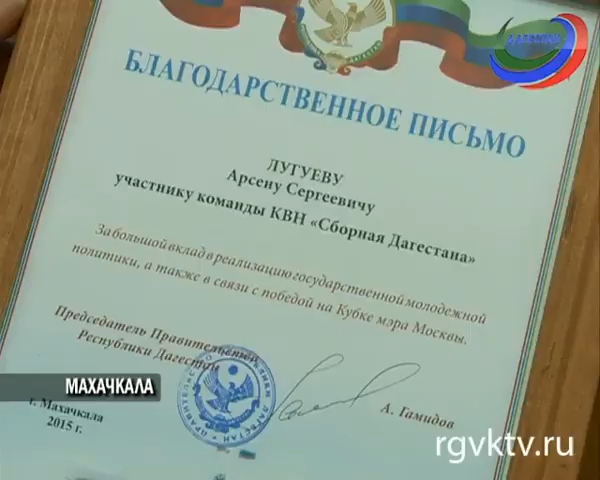 ДАГЕСТАН
БЛАГОДАРСТВЕННОЕ ПИСЬМО
ЛУГУЕВУ
Арсену Сергеевичу
участнику команды КВН «Сборная Дагестана»
За большой вклад в реализацию государственной молодежной
политики, а также в связи с победой на Кубке мэра Москвы.
Председатель Правительства
Республики Дагестан
А. Гамидов
МАХАЧКАЛА
г. Махачкала
2015 г.
rgvktv.ru